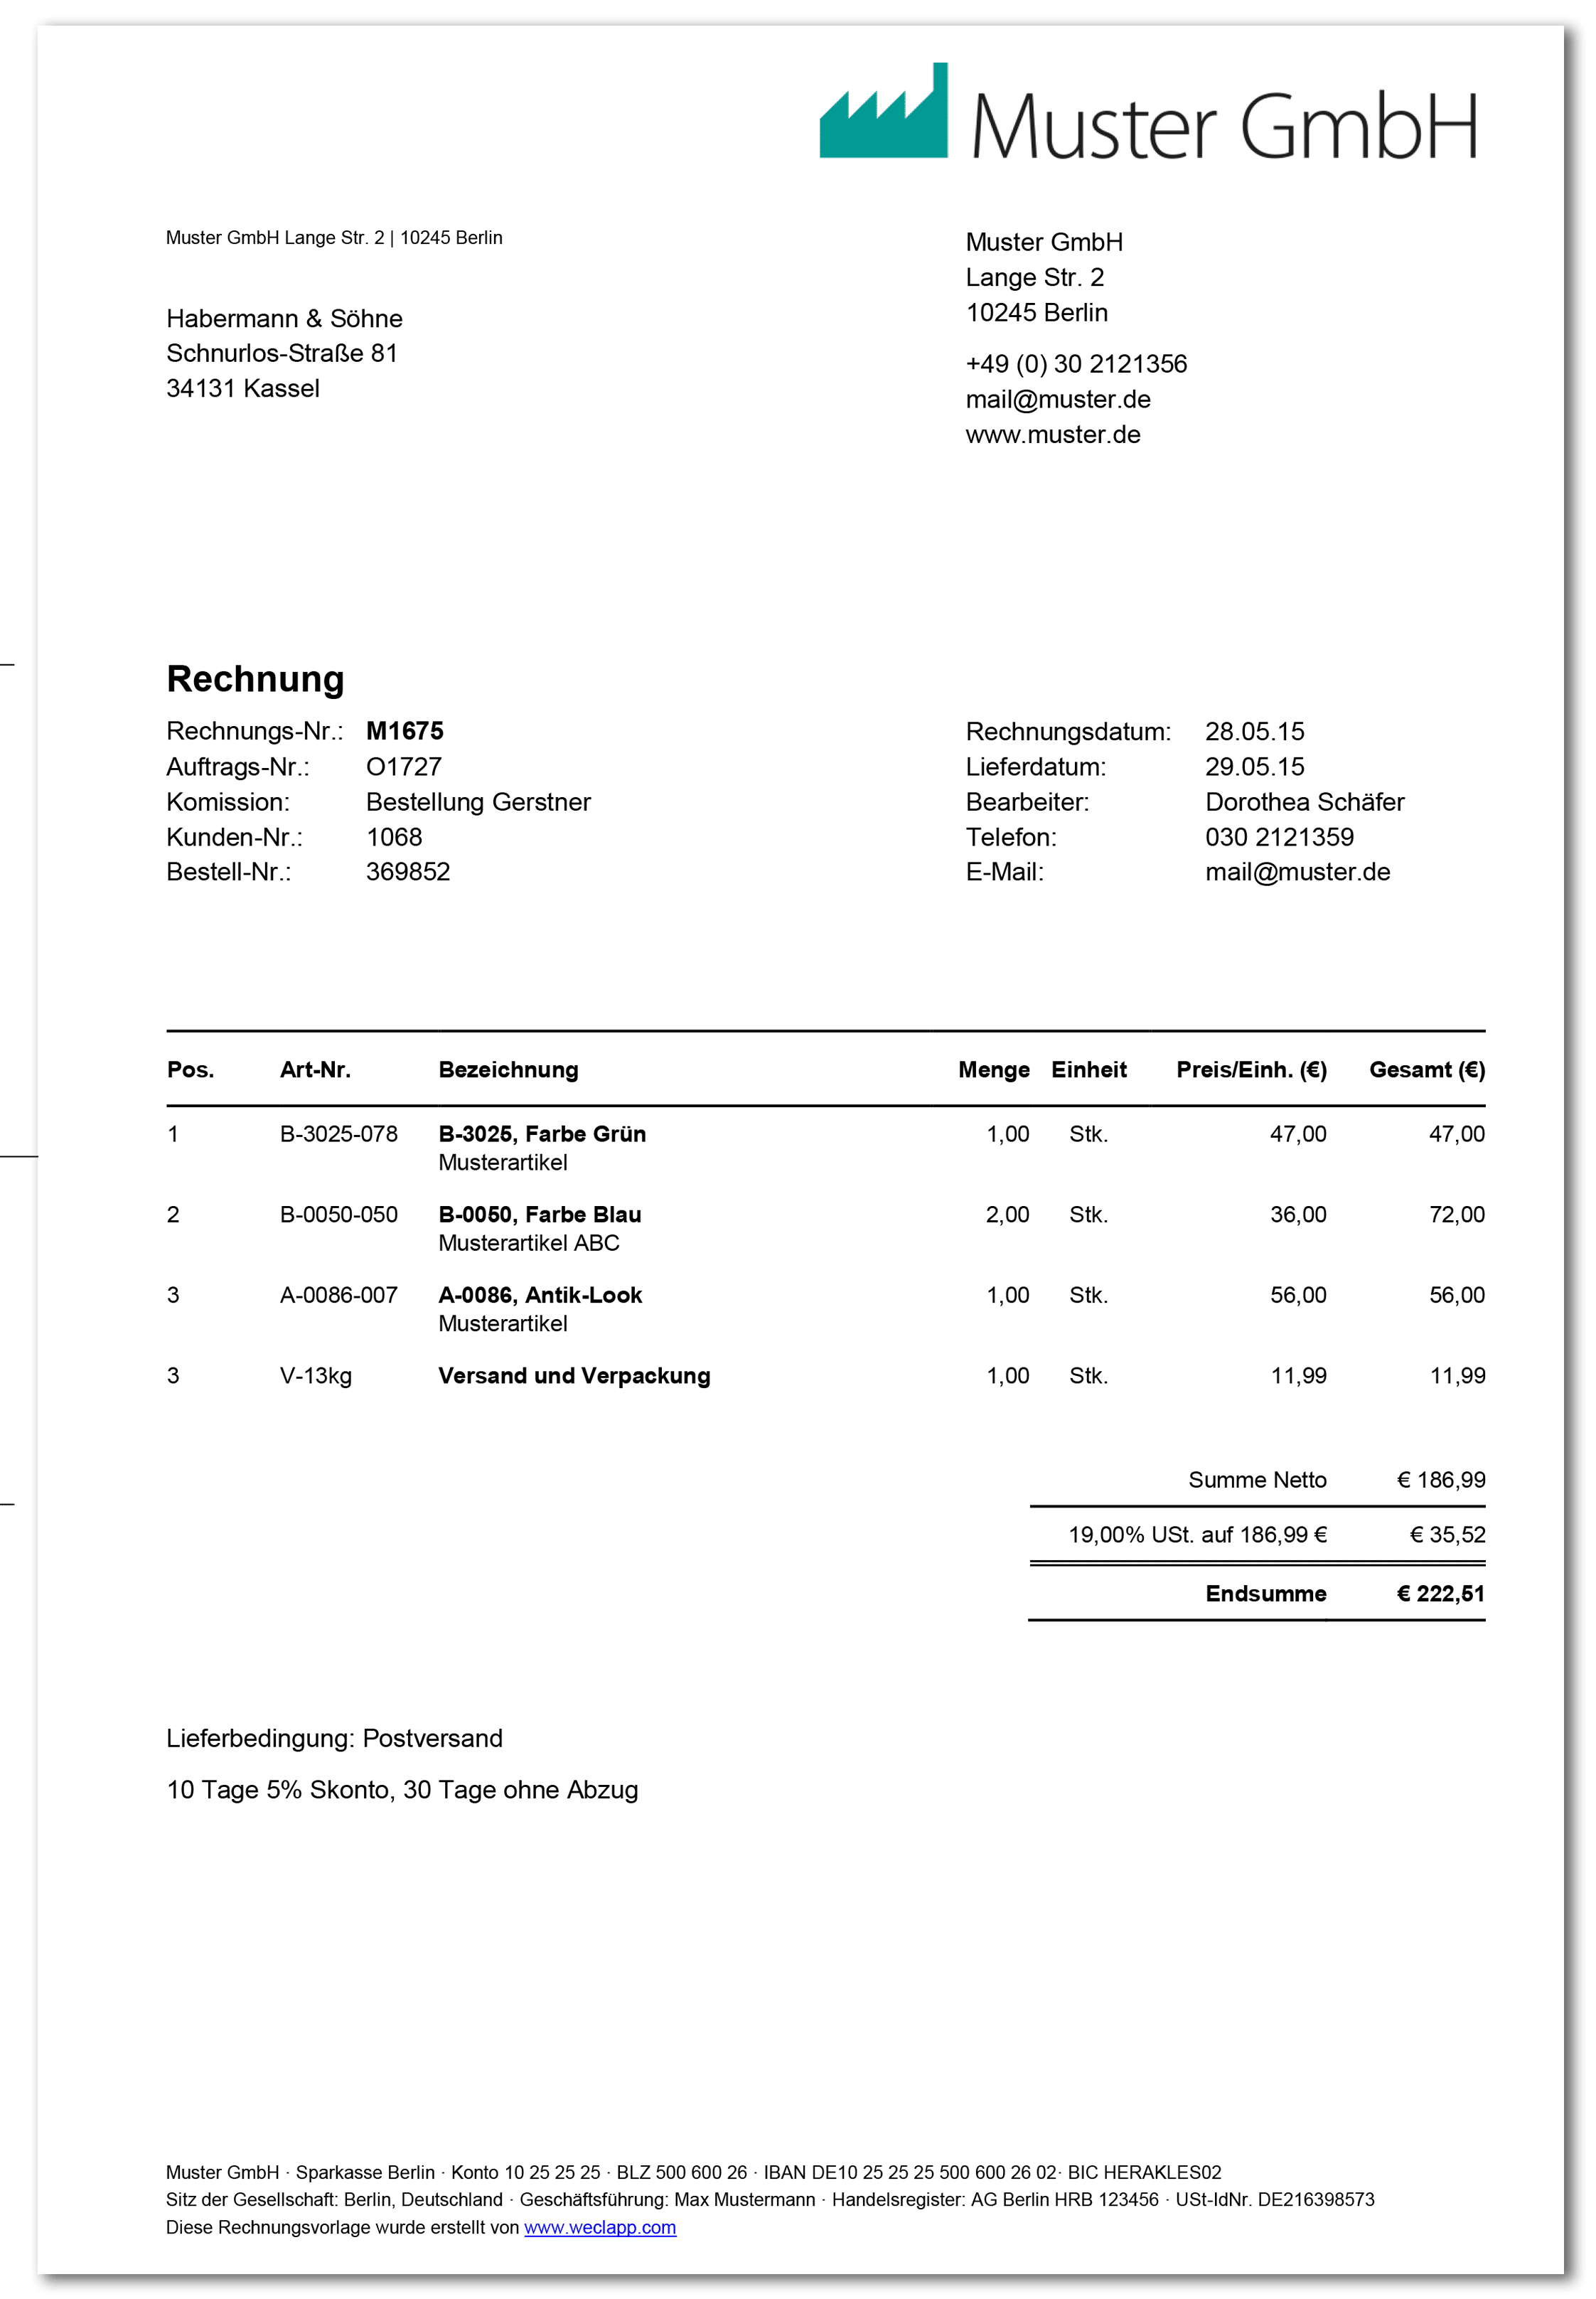 Muster GmbH
Muster GmbH Lange Str. 2 | 10245 Berlin
Habermann & Söhne
Schnurlos-Straße 81
34131 Kassel
Muster GmbH
Lange Str. 2
10245 Berlin
+49 (0) 30 2121356
mail@muster.de
www.muster.de
Rechnung
Rechnungs-Nr.: M1675
Auftrags-Nr.: O1727
Komission: Bestellung Gerstner
Kunden-Nr.: 1068
Bestell-Nr.: 369852
Rechnungsdatum: 28.05.15
Lieferdatum: 29.05.15
Bearbeiter: Dorothea Schäfer
Telefon: 030 2121359
E-Mail: mail@muster.de
Pos. Art-Nr. Bezeichnung Menge Einheit Preis/Einh. (€) Gesamt (€)
1 B-3025-078 B-3025, Farbe Grün 1,00 Stk. 47,00 47,00
Musterartikel
2 B-0050-050 B-0050, Farbe Blau 2,00 Stk. 36,00 72,00
Musterartikel ABC
3 A-0086-007 A-0086, Antik-Look 1,00 Stk. 56,00 56,00
Musterartikel
3 V-13kg Versand und Verpackung 1,00 Stk. 11,99 11,99
Summe Netto € 186,99
19,00% USt. auf 186,99 € € 35,52
Endsumme € 222,51
Lieferbedingung: Postversand
10 Tage 5% Skonto, 30 Tage ohne Abzug
Muster GmbH · Sparkasse Berlin · Konto 10 25 25 25 · BLZ 500 600 26 · IBAN DE10 25 25 25 500 600 26 02· BIC HERAKLES02
Sitz der Gesellschaft: Berlin, Deutschland · Geschäftsführung: Max Mustermann · Handelsregister: AG Berlin HRB 123456 · USt-IdNr. DE216398573
Diese Rechnungsvorlage wurde erstellt von www.weclapp.com